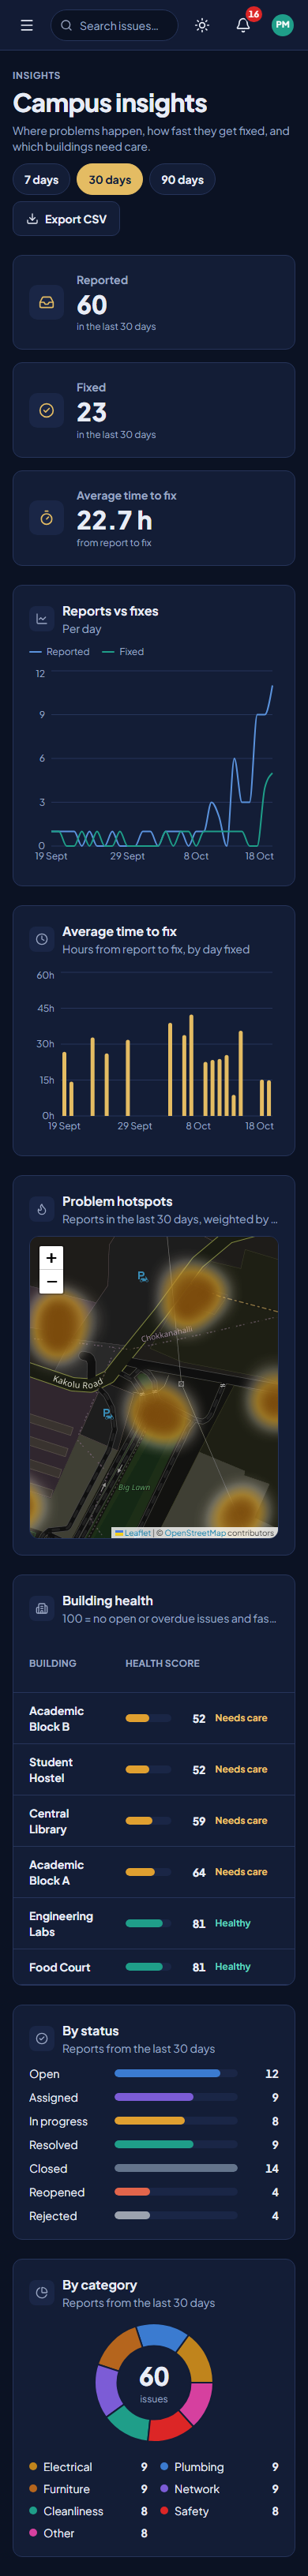 Search issues...
16
PM
INSIGHTS
Campus insights
Where problems happen, how fast they get fixed, and
which buildings need care.
7 days
30 days
90 days
Export CSV
Reported
60
in the last 30 days
Fixed
23
in the last 30 days
Average time to fix
22.7 h
from report to fix
Reports vs fixes
Per day
Reported
Fixed
12
9
6
3
0
19 Sept
29 Sept
8 Oct
18 Oct
Average time to fix
Hours from report to fix, by day fixed
60h
45h
30h
15h
0h
19 Sept
29 Sept
8 Oct
18 Oct
Problem hotspots
Reports in the last 30 days, weighted by ...
+
−
P
Chokkanahalli
Kakolu Road
P
Big Lawn
Leaflet | © OpenStreetMap contributors
Building health
100 = no open or overdue issues and fas...
BUILDING HEALTH SCORE
Academic
Block B
52 Needs care
Student
Hostel
52 Needs care
Central
Library
59 Needs care
Academic
Block A
64 Needs care
Engineering
Labs
81 Healthy
Food Court 81 Healthy
By status
Reports from the last 30 days
Open 12
Assigned 9
In progress 8
Resolved 9
Closed 14
Reopened 4
Rejected 4
By category
Reports from the last 30 days
60
issues
Electrical 9 Plumbing 9
Furniture 9 Network 9
Cleanliness 8 Safety 8
Other 8